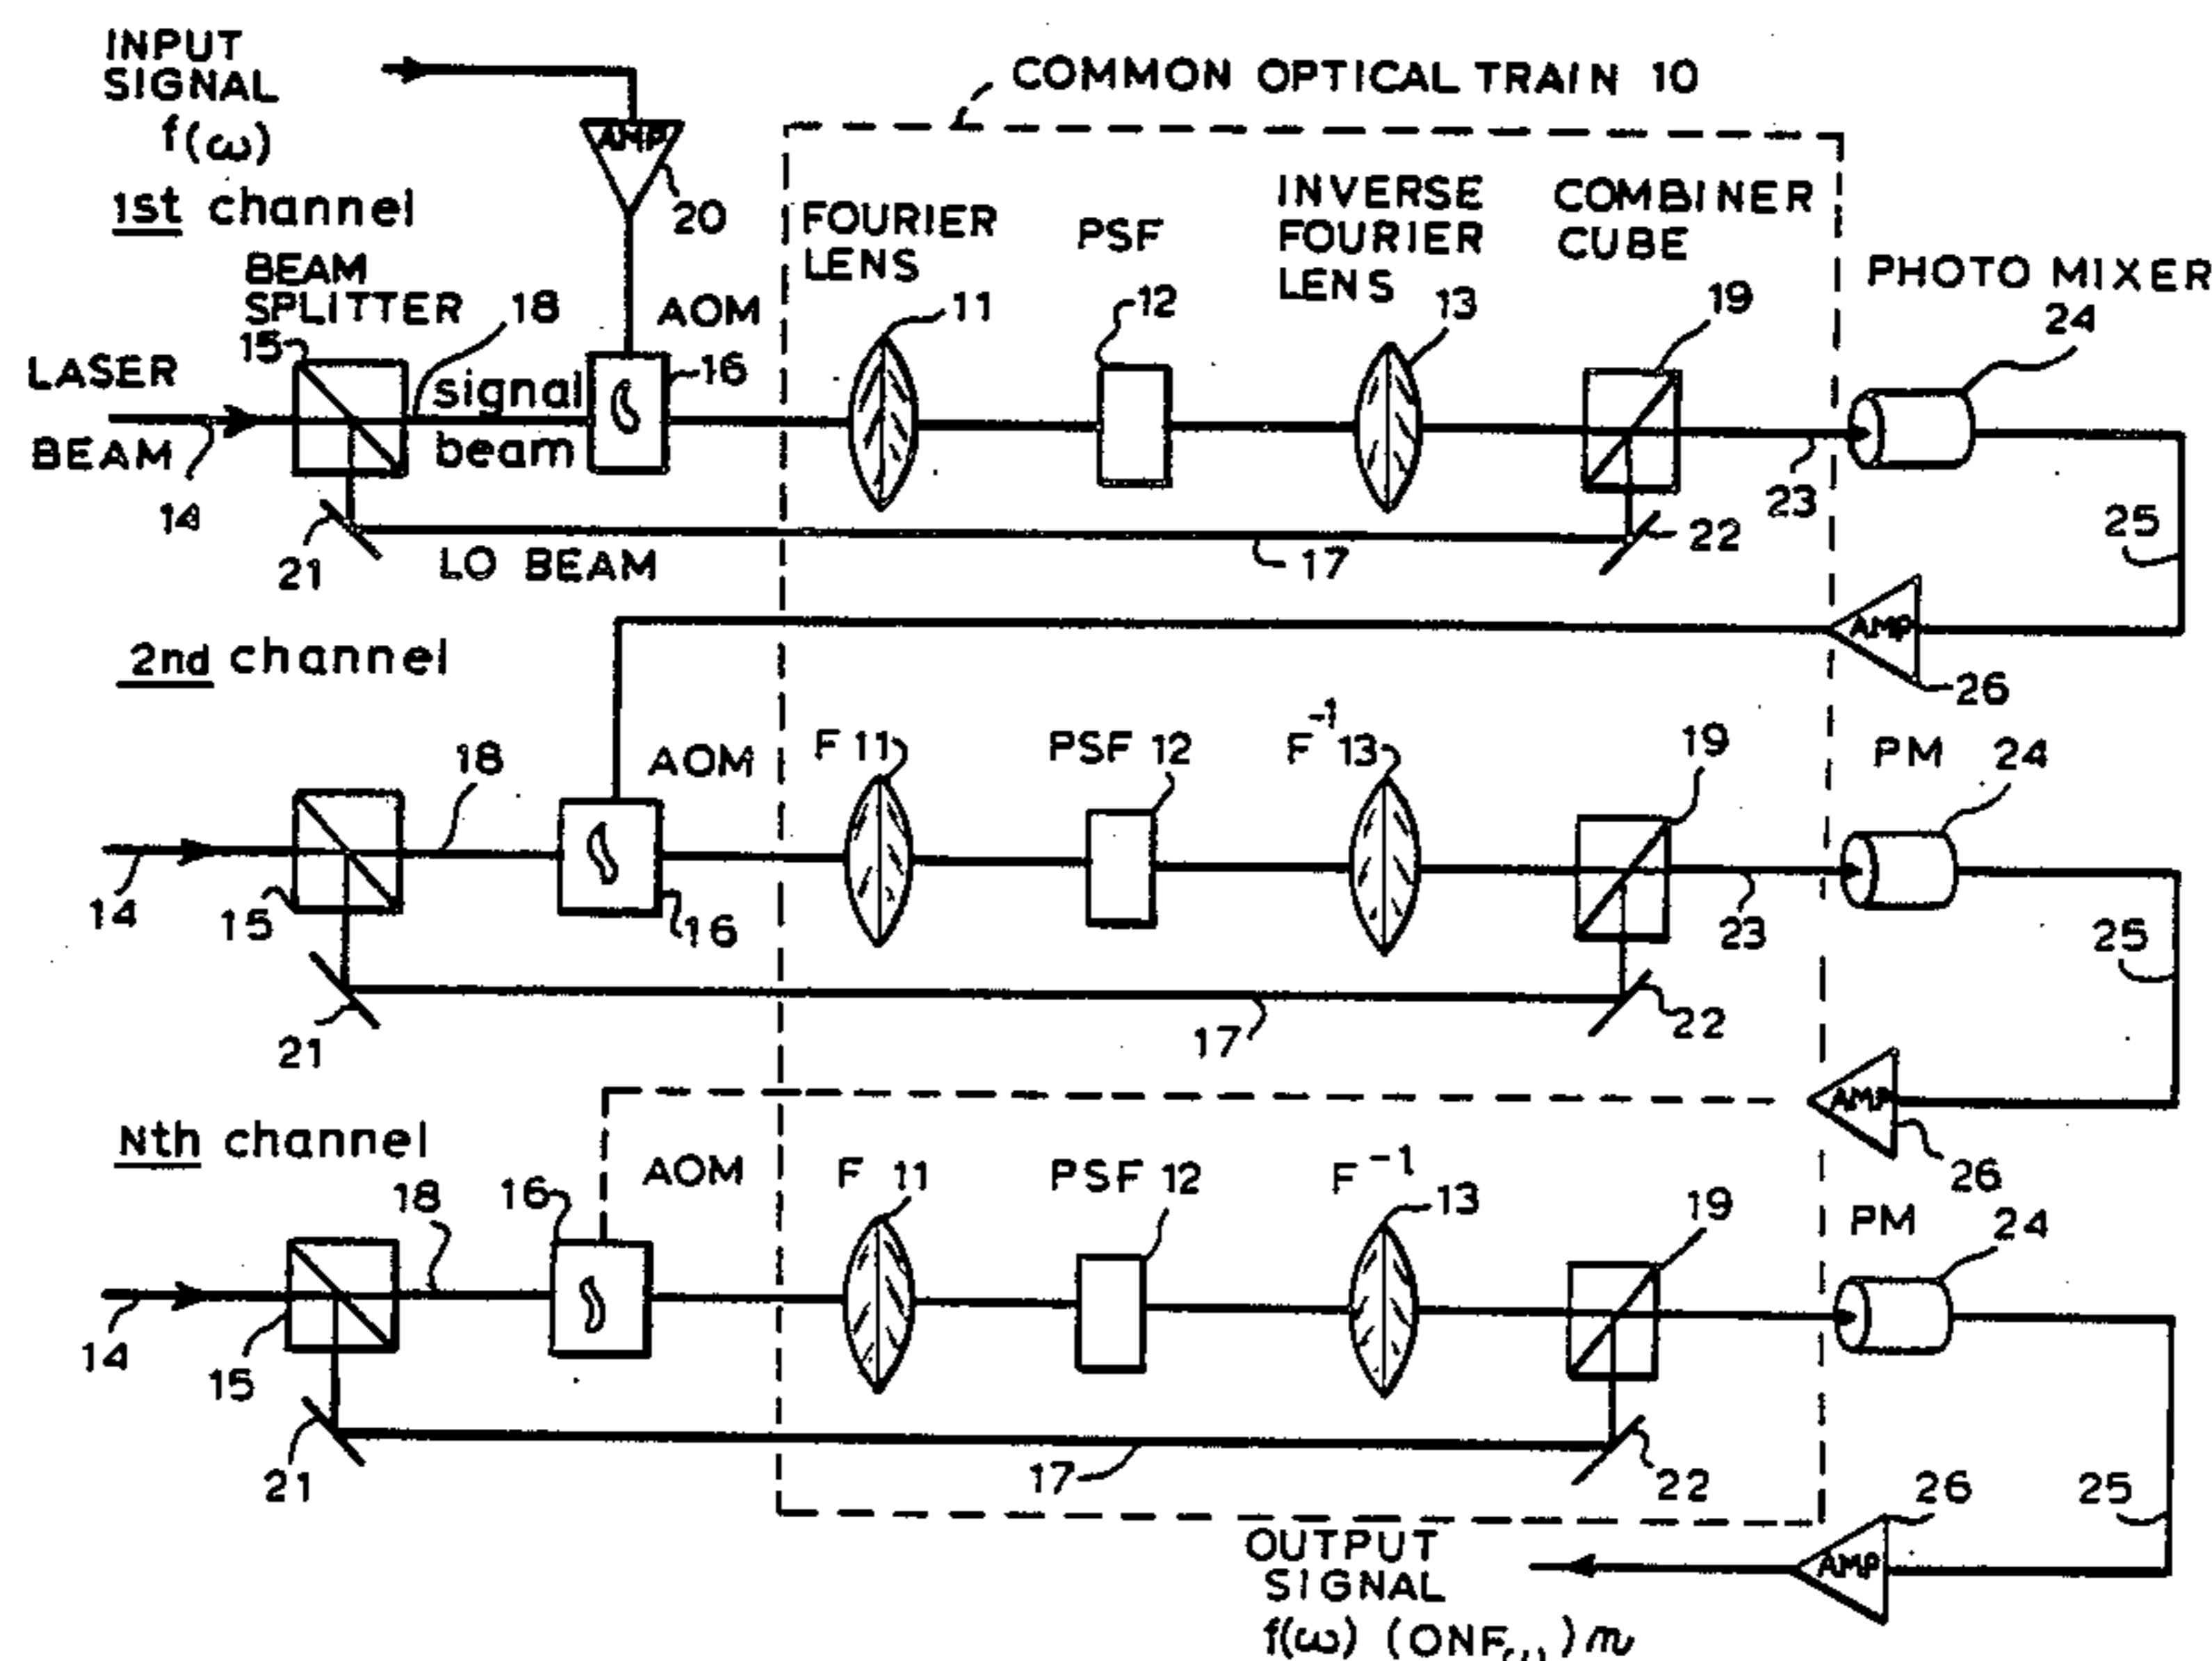 INPUT
SIGNAL
f(ω)
COMMON OPTICAL TRAIN 10
AMP
20
1st channel
BEAM
SPLITTER
18
AOM
FOURIER
LENS
11
PSF
12
INVERSE
FOURIER
LENS
13
COMBINER
CUBE
19
PHOTO MIXER
24
LASER
BEAM
14
15
signal
beam
16
21
LO BEAM
17
22
23
25
AMP
26
2nd channel
18
AOM
F 11
PSF 12
F⁻¹ 13
19
PM 24
14
15
16
21
17
22
23
25
AMP
26
Nth channel
18
16
AOM
F 11
PSF 12
F⁻¹
13
19
PM
24
14
15
21
17
22
26
25
AMP
OUTPUT
SIGNAL
f(ω) (ONF(ω))